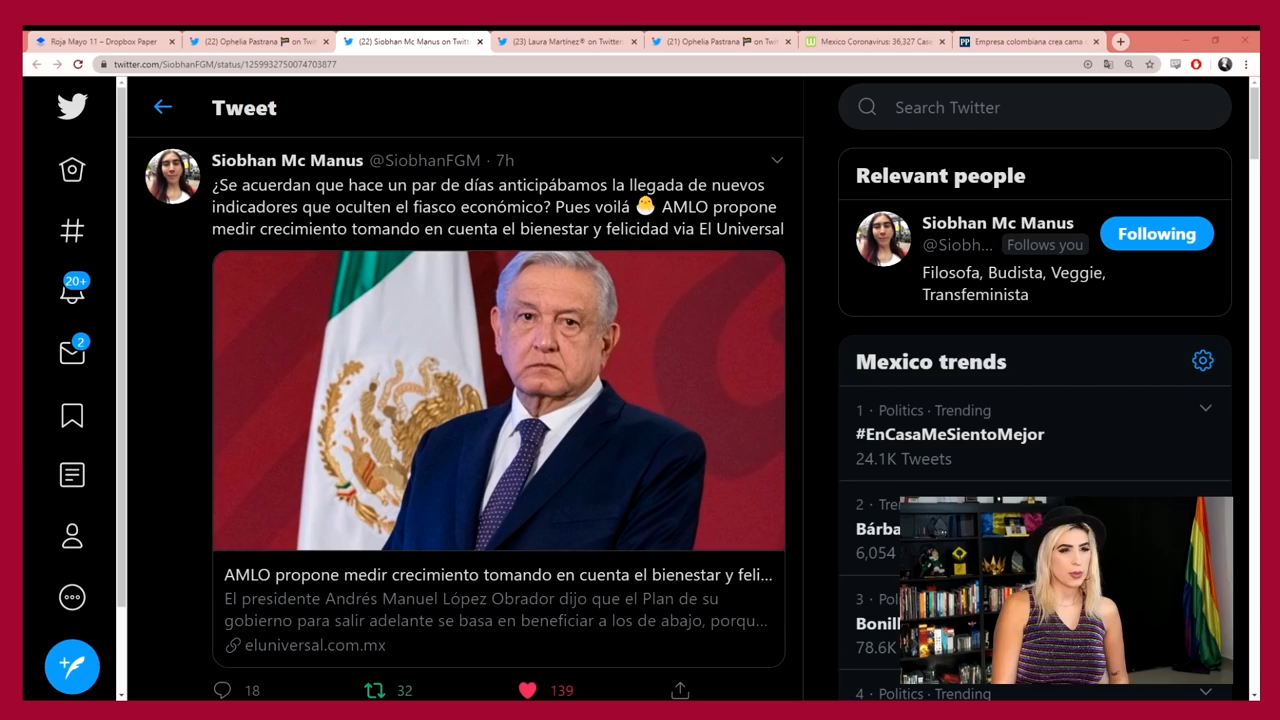 Roja Mayo 11 – Dropbox Paper
(22) Ophelia Pastrana on Twi
(22) Siobhan Mc Manus on Twitt
(23) Laura Martínez® on Twitter
(21) Ophelia Pastrana on Twi
Mexico Coronavirus: 36,327 Case
Empresa colombiana crea cama
twitter.com/SiobhanFGM/status/1259932750074703877
Tweet
Search Twitter
Siobhan Mc Manus @SiobhanFGM · 7h
¿Se acuerdan que hace un par de días anticipábamos la llegada de nuevos
indicadores que oculten el fiasco económico? Pues voilá 🐣 AMLO propone
medir crecimiento tomando en cuenta el bienestar y felicidad via El Universal
AMLO propone medir crecimiento tomando en cuenta el bienestar y feli...
El presidente Andrés Manuel López Obrador dijo que el Plan de su
gobierno para salir adelante se basa en beneficiar a los de abajo, porqu...
eluniversal.com.mx
18
32
139
20+
2
Relevant people
Siobhan Mc Manus
@Siobh... Follows you
Following
Filosofa, Budista, Veggie,
Transfeminista
Mexico trends
1 · Politics · Trending
#EnCasaMeSientoMejor
24.1K Tweets
2 · Tre
Bárba
6,054
3 · Pol
Bonill
78.6K
4 · Politics · Trending